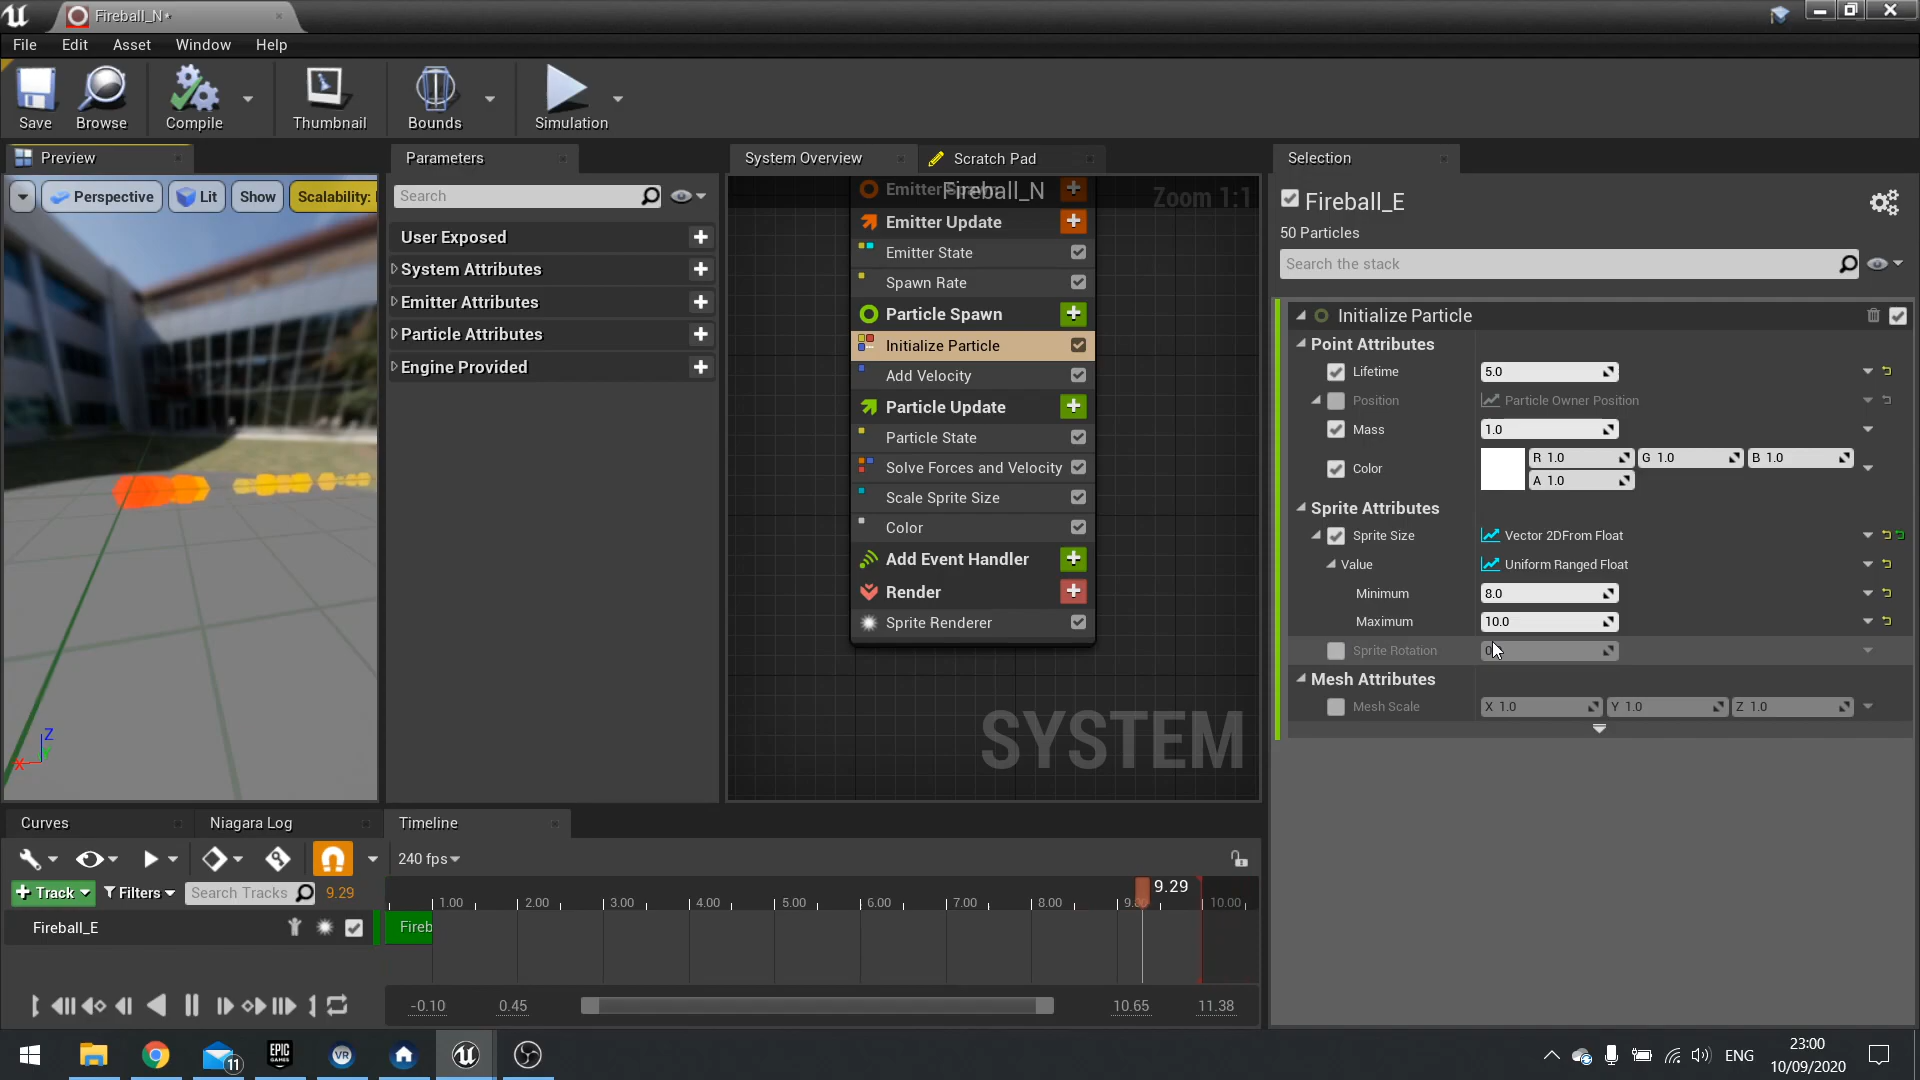 Fireball_N*
File Edit Asset Window Help
Save Browse Compile Thumbnail Bounds Simulation
Preview
Perspective Lit Show Scalability:
Z
X
Parameters
Search
User Exposed
System Attributes
Emitter Attributes
Particle Attributes
Engine Provided
System Overview Scratch Pad
Fireball_N
Zoom 1:1
Emitter
Emitter Update
Emitter State
Spawn Rate
Particle Spawn
Initialize Particle
Add Velocity
Particle Update
Particle State
Solve Forces and Velocity
Scale Sprite Size
Color
Add Event Handler
Render
Sprite Renderer
SYSTEM
Selection
Fireball_E
50 Particles
Search the stack
Initialize Particle
Point Attributes
Lifetime 5.0
Position Particle Owner Position
Mass 1.0
Color R 1.0 G 1.0 B 1.0
A 1.0
Sprite Attributes
Sprite Size Vector 2DFrom Float
Value Uniform Ranged Float
Minimum 8.0
Maximum 10.0
Sprite Rotation
Mesh Attributes
Mesh Scale X 1.0 Y 1.0 Z 1.0
Curves Niagara Log Timeline
240 fps
Track Filters Search Tracks 9.29
9.29
1.00 2.00 3.00 4.00 5.00 6.00 7.00 8.00 10.00
Fireball_E
Fireb
-0.10 0.45 10.65 11.38
11
EPIC GAMES
VR
ENG
23:00
10/09/2020